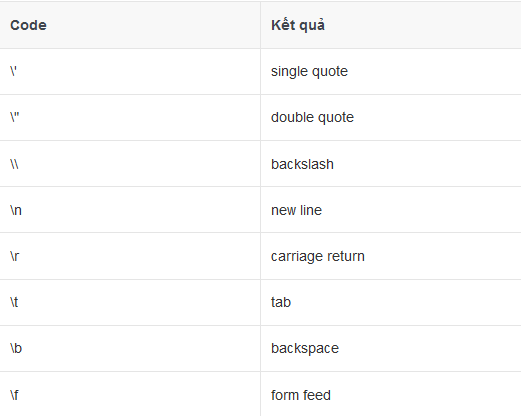 Code Kết quả
\' single quote
\" double quote
\\ backslash
\n new line
\r carriage return
\t tab
\b backspace
\f form feed